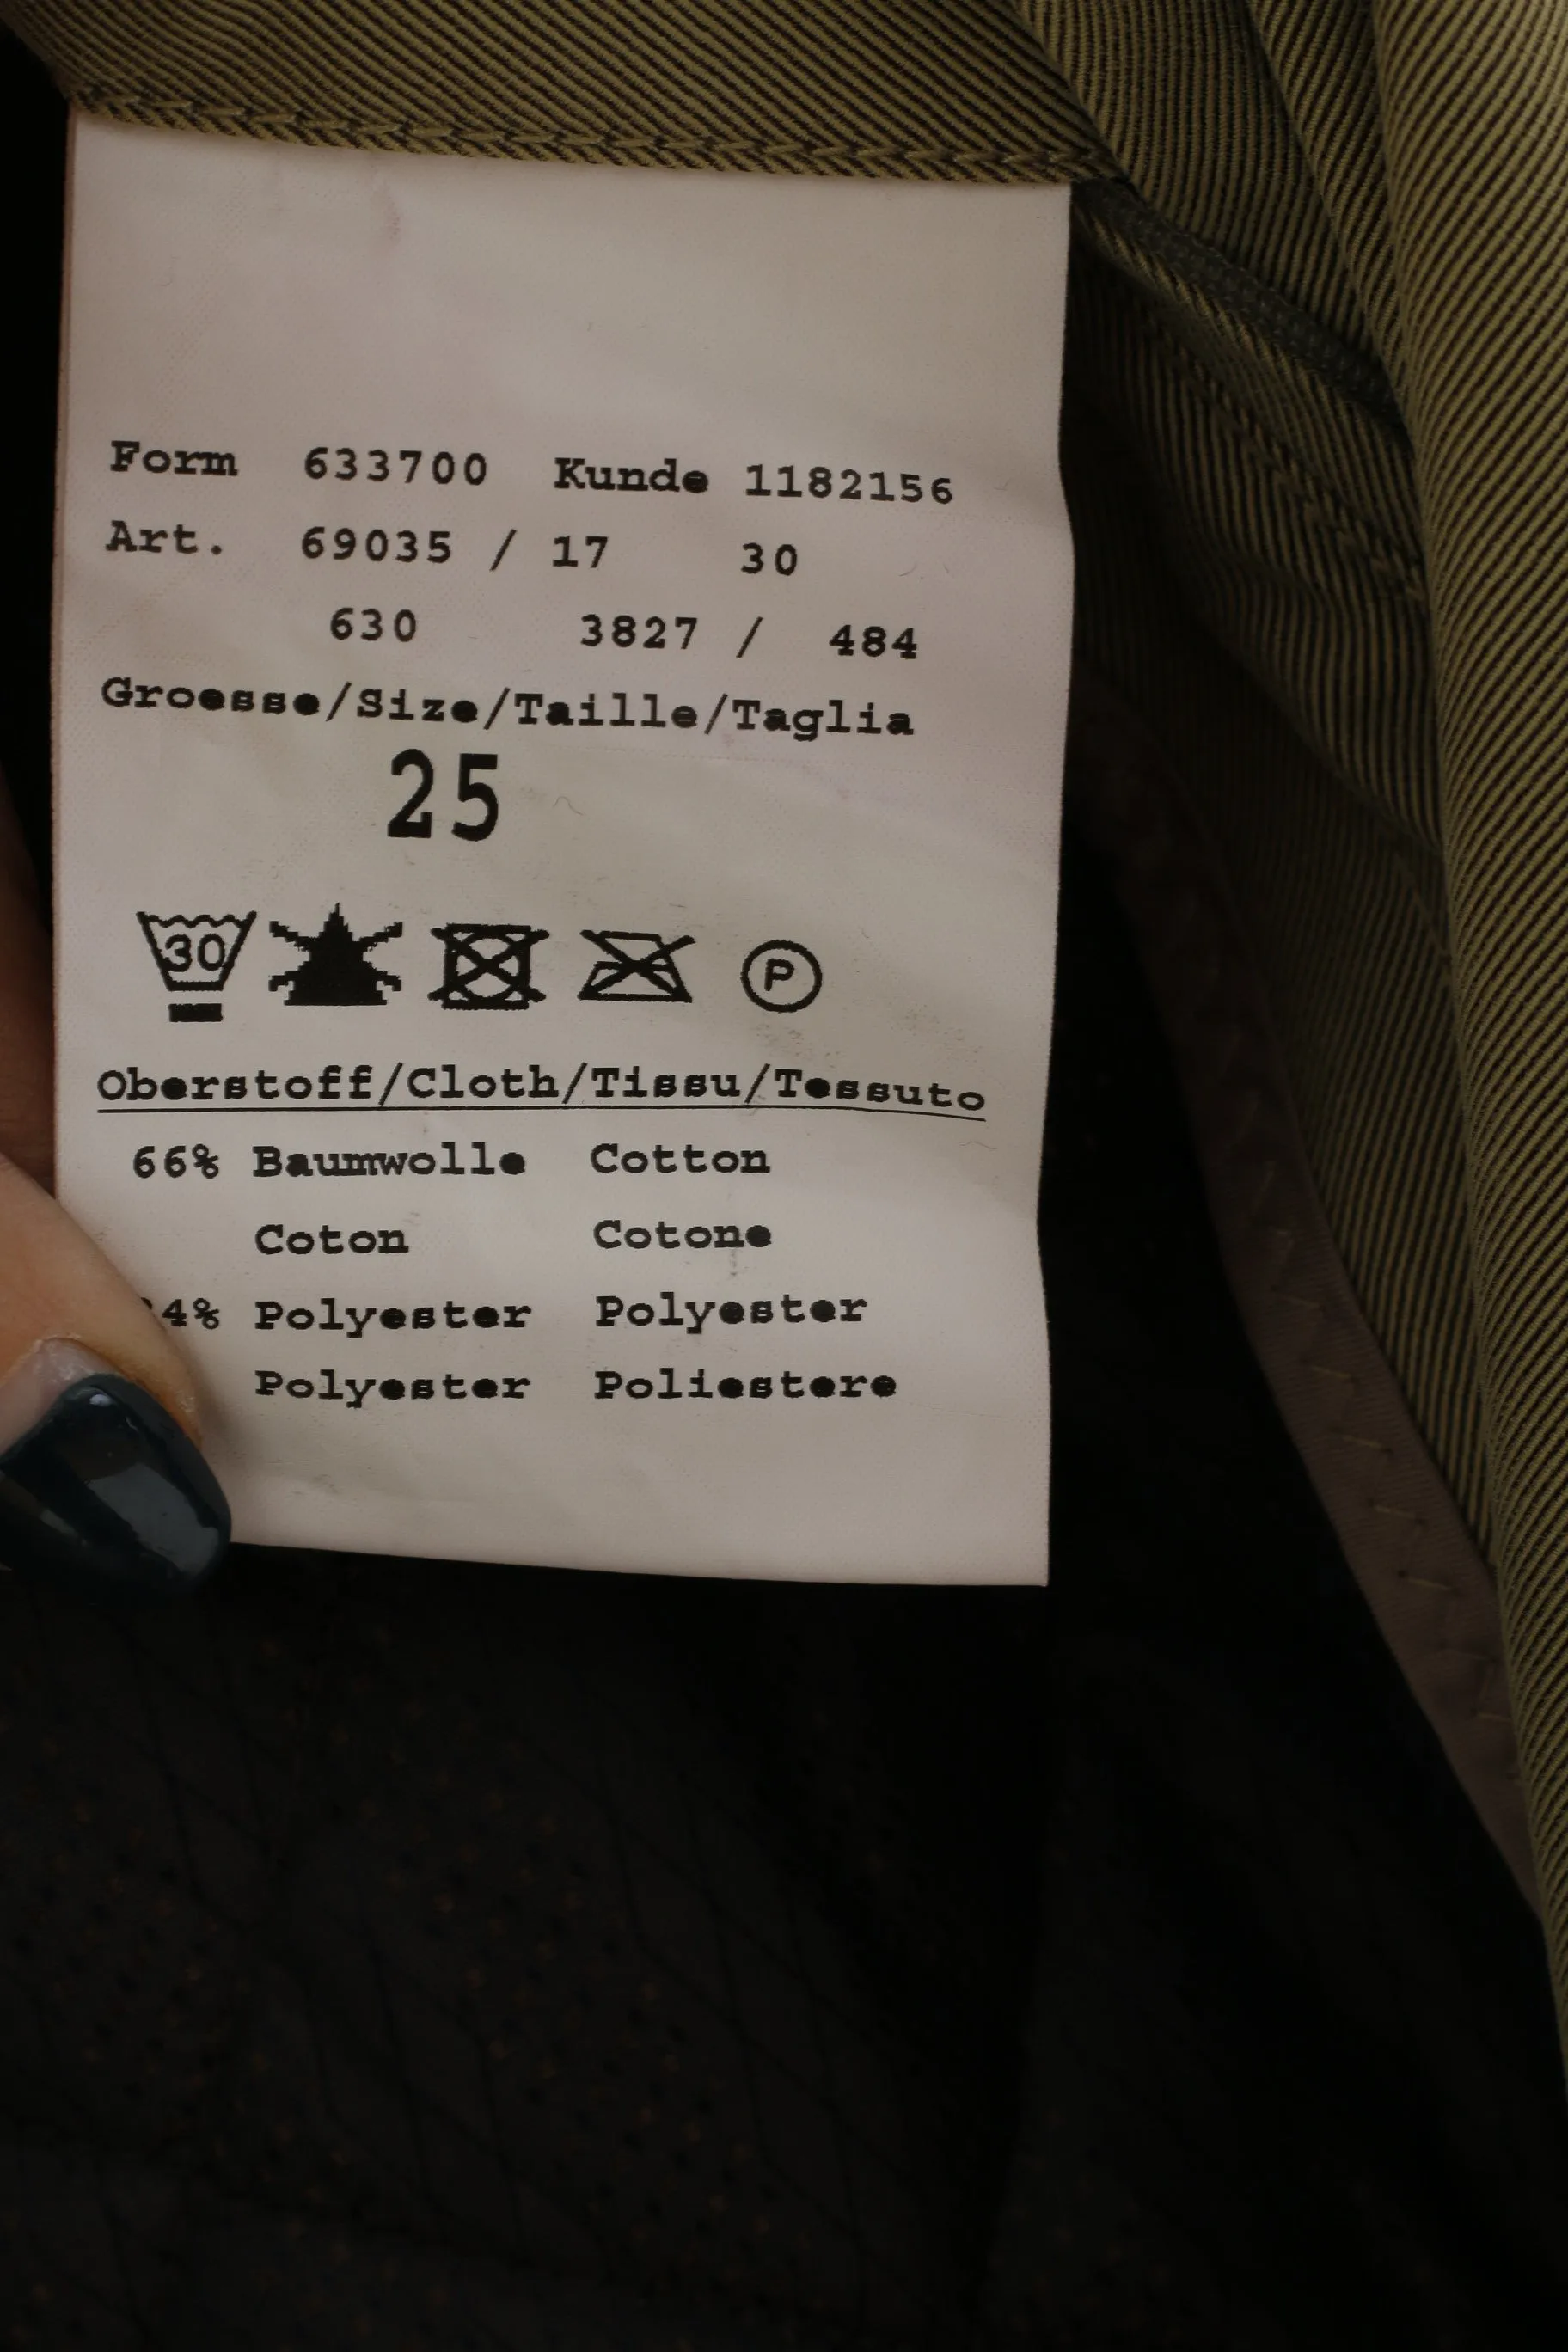 Form 633700 Kunde 1182156
Art. 69035 / 17 30
630 3827 / 484
Groesse/Size/Taille/Taglia
25
30 P
Oberstoff/Cloth/Tissu/Tessuto
66% Baumwolle Cotton
Coton Cotone
4% Polyester Polyester
Polyester Poliestere